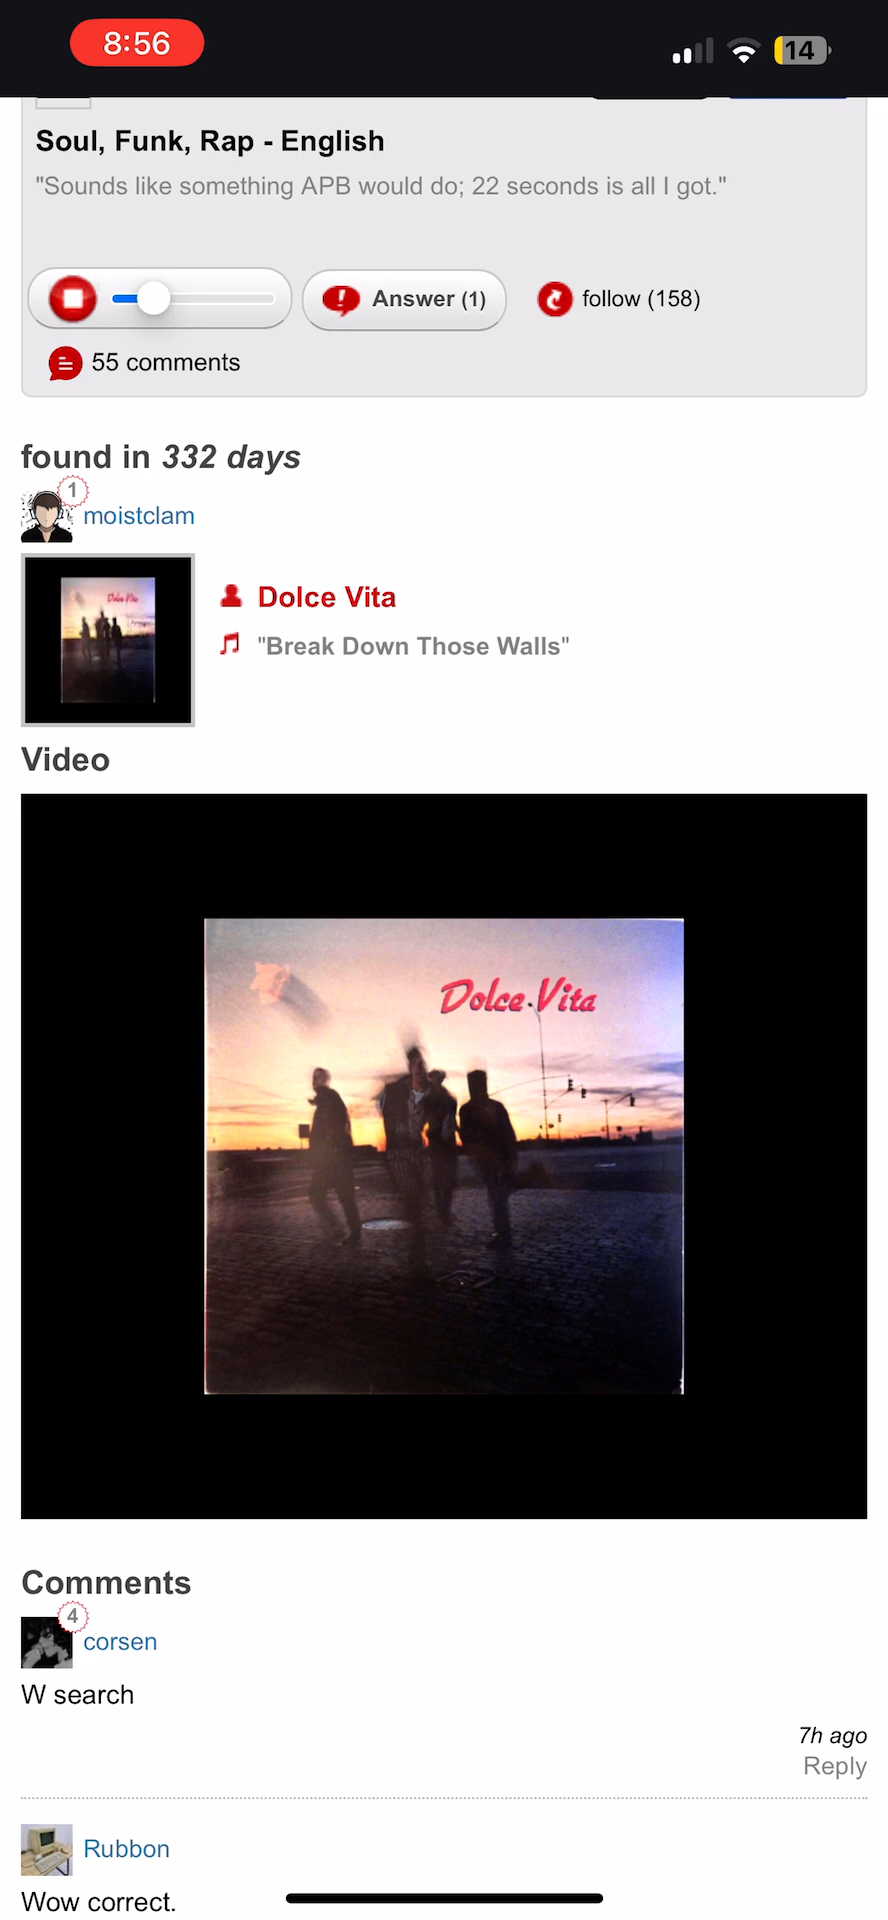 8:56
14
Soul, Funk, Rap - English
"Sounds like something APB would do; 22 seconds is all I got."
Answer (1)
follow (158)
55 comments
found in 332 days
1
moistclam
Dolce Vita
Dolce Vita
"Break Down Those Walls"
Video
Dolce Vita
Comments
4
corsen
W search
7h ago
Reply
Rubbon
Wow correct.